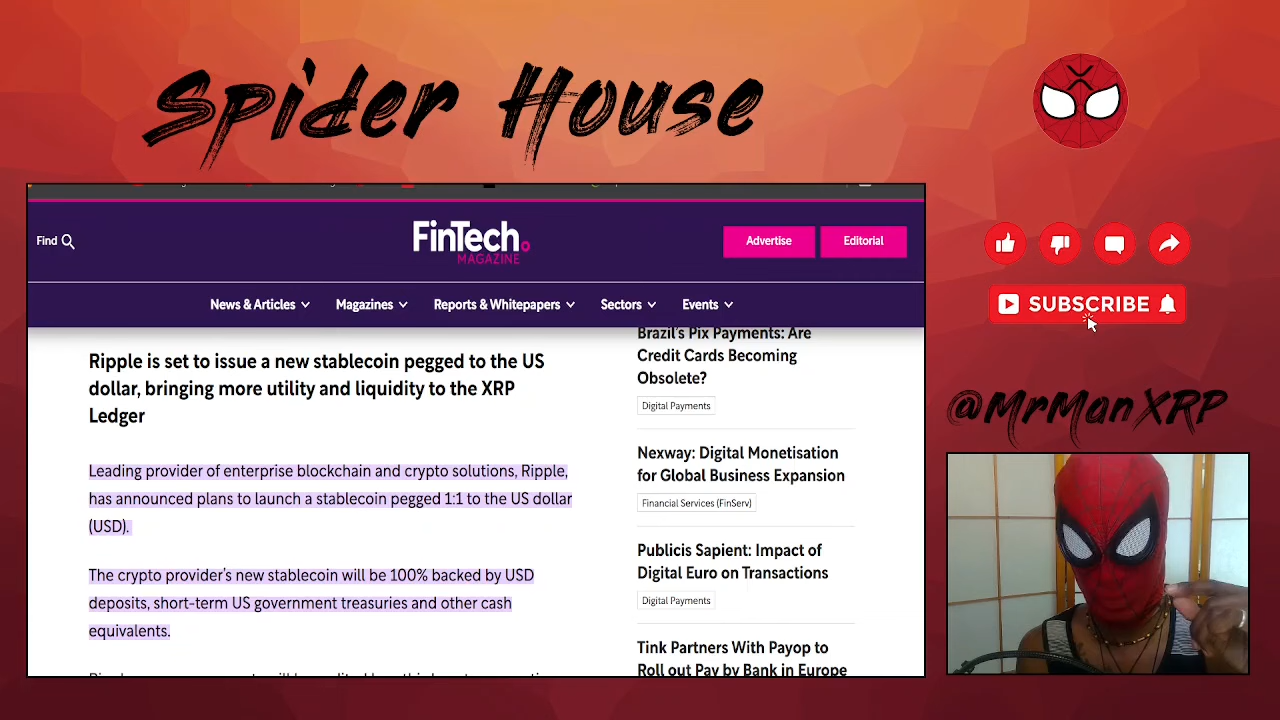 Spider House
Find
FinTech
MAGAZINE
Advertise
Editorial
News & Articles
Magazines
Reports & Whitepapers
Sectors
Events
Ripple is set to issue a new stablecoin pegged to the US
dollar, bringing more utility and liquidity to the XRP
Ledger
Leading provider of enterprise blockchain and crypto solutions, Ripple,
has announced plans to launch a stablecoin pegged 1:1 to the US dollar
(USD).
The crypto provider's new stablecoin will be 100% backed by USD
deposits, short-term US government treasuries and other cash
equivalents.
Brazil's Pix Payments: Are
Credit Cards Becoming
Obsolete?
Digital Payments
Nexway: Digital Monetisation
for Global Business Expansion
Financial Services (FinServ)
Publicis Sapient: Impact of
Digital Euro on Transactions
Digital Payments
Tink Partners With Payop to
Roll out Pay by Bank in Europe
SUBSCRIBE
@MrManXRP